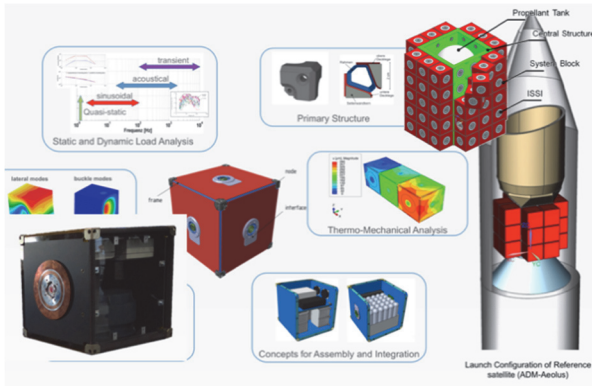 transient
acoustical
sinusoidal
Quasi-static
Frequency [Hz]
Static and Dynamic Load Analysis
Primary Structure
Propellant Tank
Central Structure
System Block
ISSI
lateral modes
buckle modes
node
frame
interface
Thermo-Mechanical Analysis
Concepts for Assembly and Integration
Launch Configuration of Reference
satellite (ADM-Aeolus)